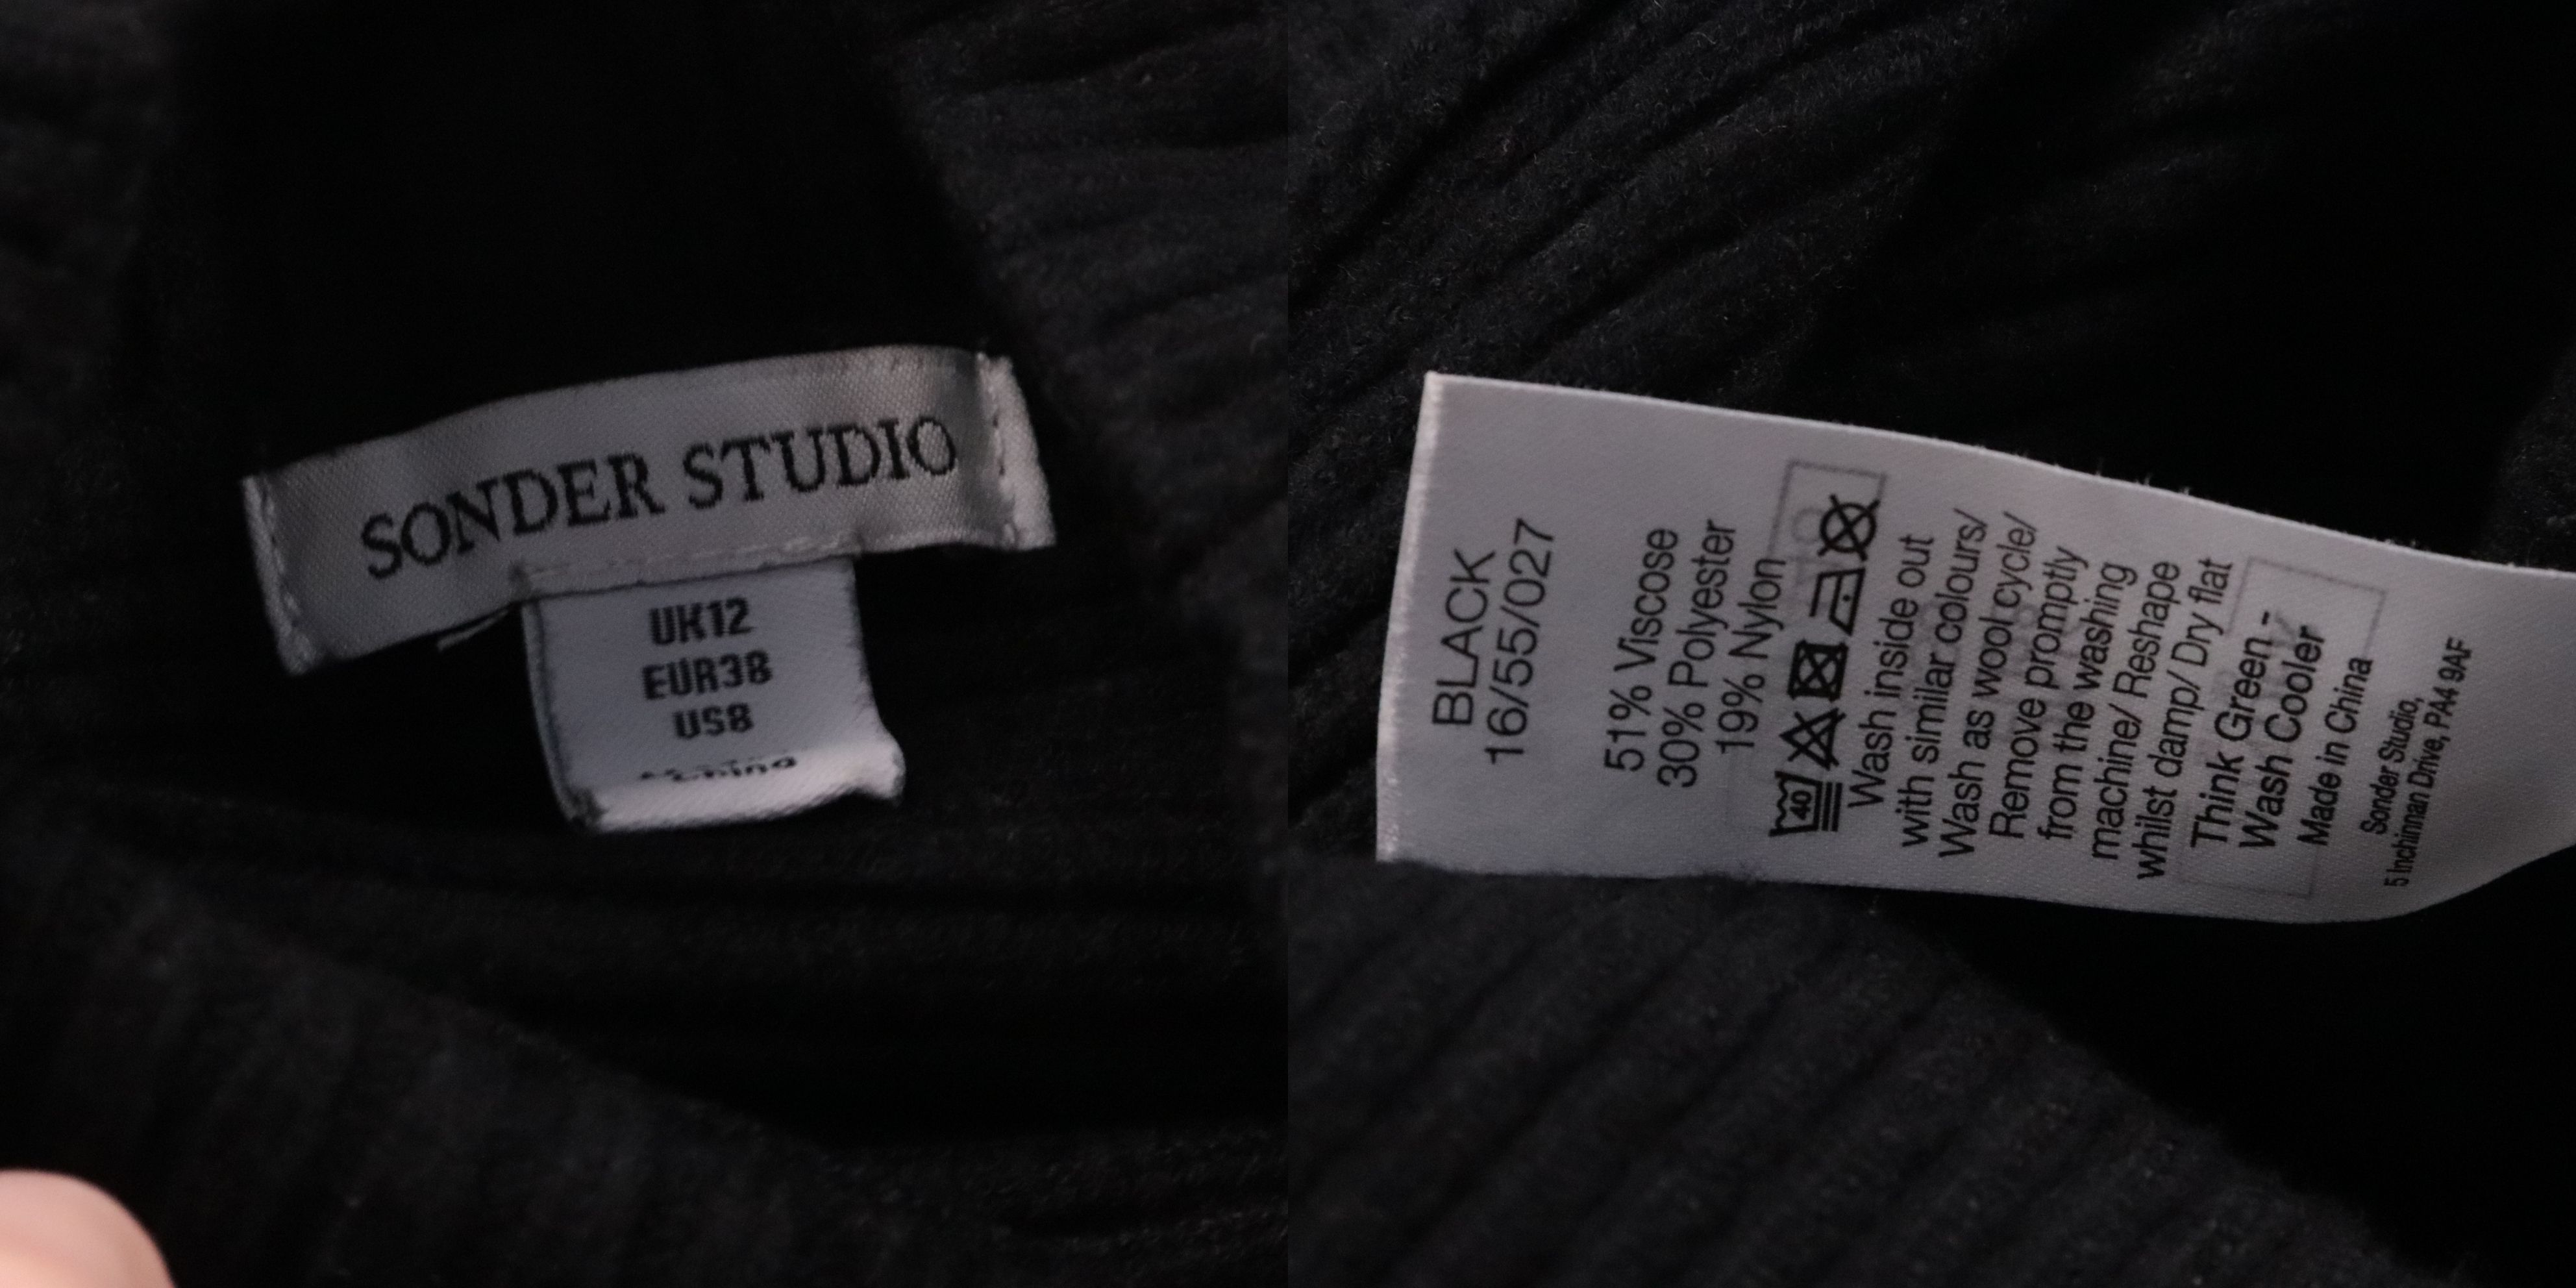 SONDER STUDIO
UK12
EUR38
US8
China
BLACK
16/55/027
51% Viscose
30% Polyester
19% Nylon
40
Wash inside out
with similar colours/
Wash as wool cycle/
Remove promptly
from the washing
machine/ Reshape
whilst damp/ Dry flat
Think Green -
Wash Cooler
Made in China
Sonder Studio,
5 Inchinnan Drive, PA4 9AF